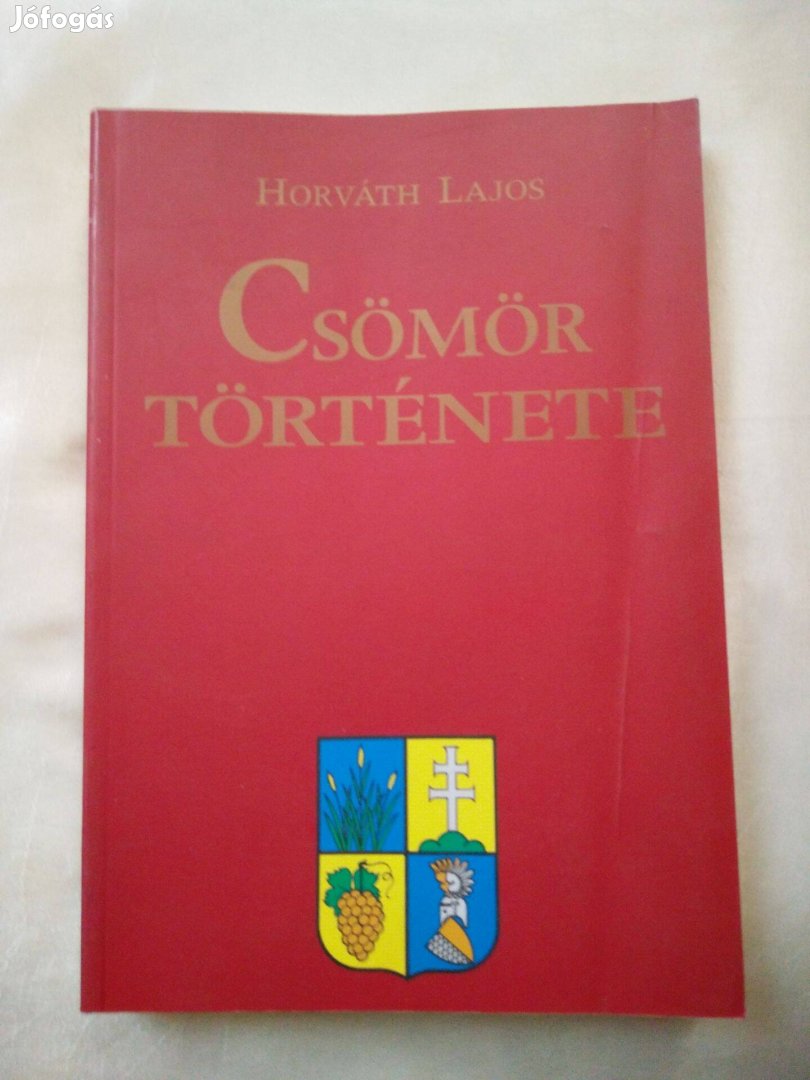 Jófogás
HORVÁTH LAJOS
CSÖMÖR
TÖRTÉNETE